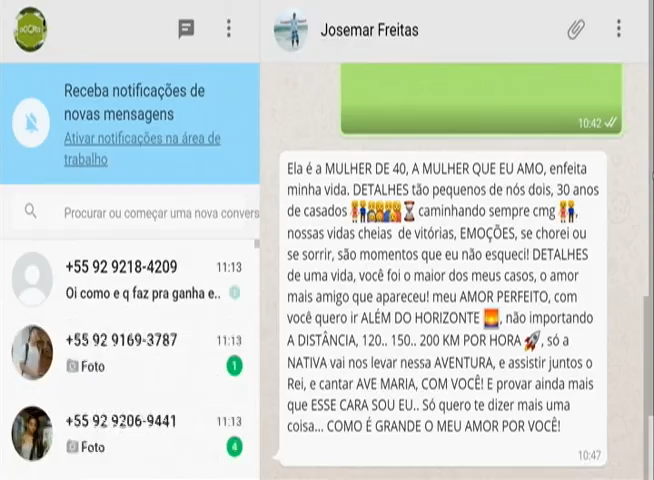 Josemar Freitas
Receba notificações de
novas mensagens
Ativar notificações na área de
trabalho
Procurar ou começar uma nova convers
+55 92 9218-4209 11:13
Oi como e q faz pra ganha e..
+55 92 9169-3787 11:13
Foto 1
+55 92 9206-9441 11:13
Foto 4
10:42
Ela é a MULHER DE 40, A MULHER QUE EU AMO, enfeita
minha vida. DETALHES tão pequenos de nós dois, 30 anos
de casados 👫👨‍👩‍👧‍👦⏳ caminhando sempre cmg 👫,
nossas vidas cheias de vitórias, EMOÇÕES, se chorei ou
se sorrir, são momentos que eu não esqueci! DETALHES
de uma vida, você foi o maior dos meus casos, o amor
mais amigo que apareceu! meu AMOR PERFEITO, com
você quero ir ALÉM DO HORIZONTE 🌅, não importando
A DISTÂNCIA, 120.. 150.. 200 KM POR HORA 🚀, só a
NATIVA vai nos levar nessa AVENTURA, e assistir juntos o
Rei, e cantar AVE MARIA, COM VOCÊ! E provar ainda mais
que ESSE CARA SOU EU.. Só quero te dizer mais uma
coisa... COMO É GRANDE O MEU AMOR POR VOCÊ!
10:47